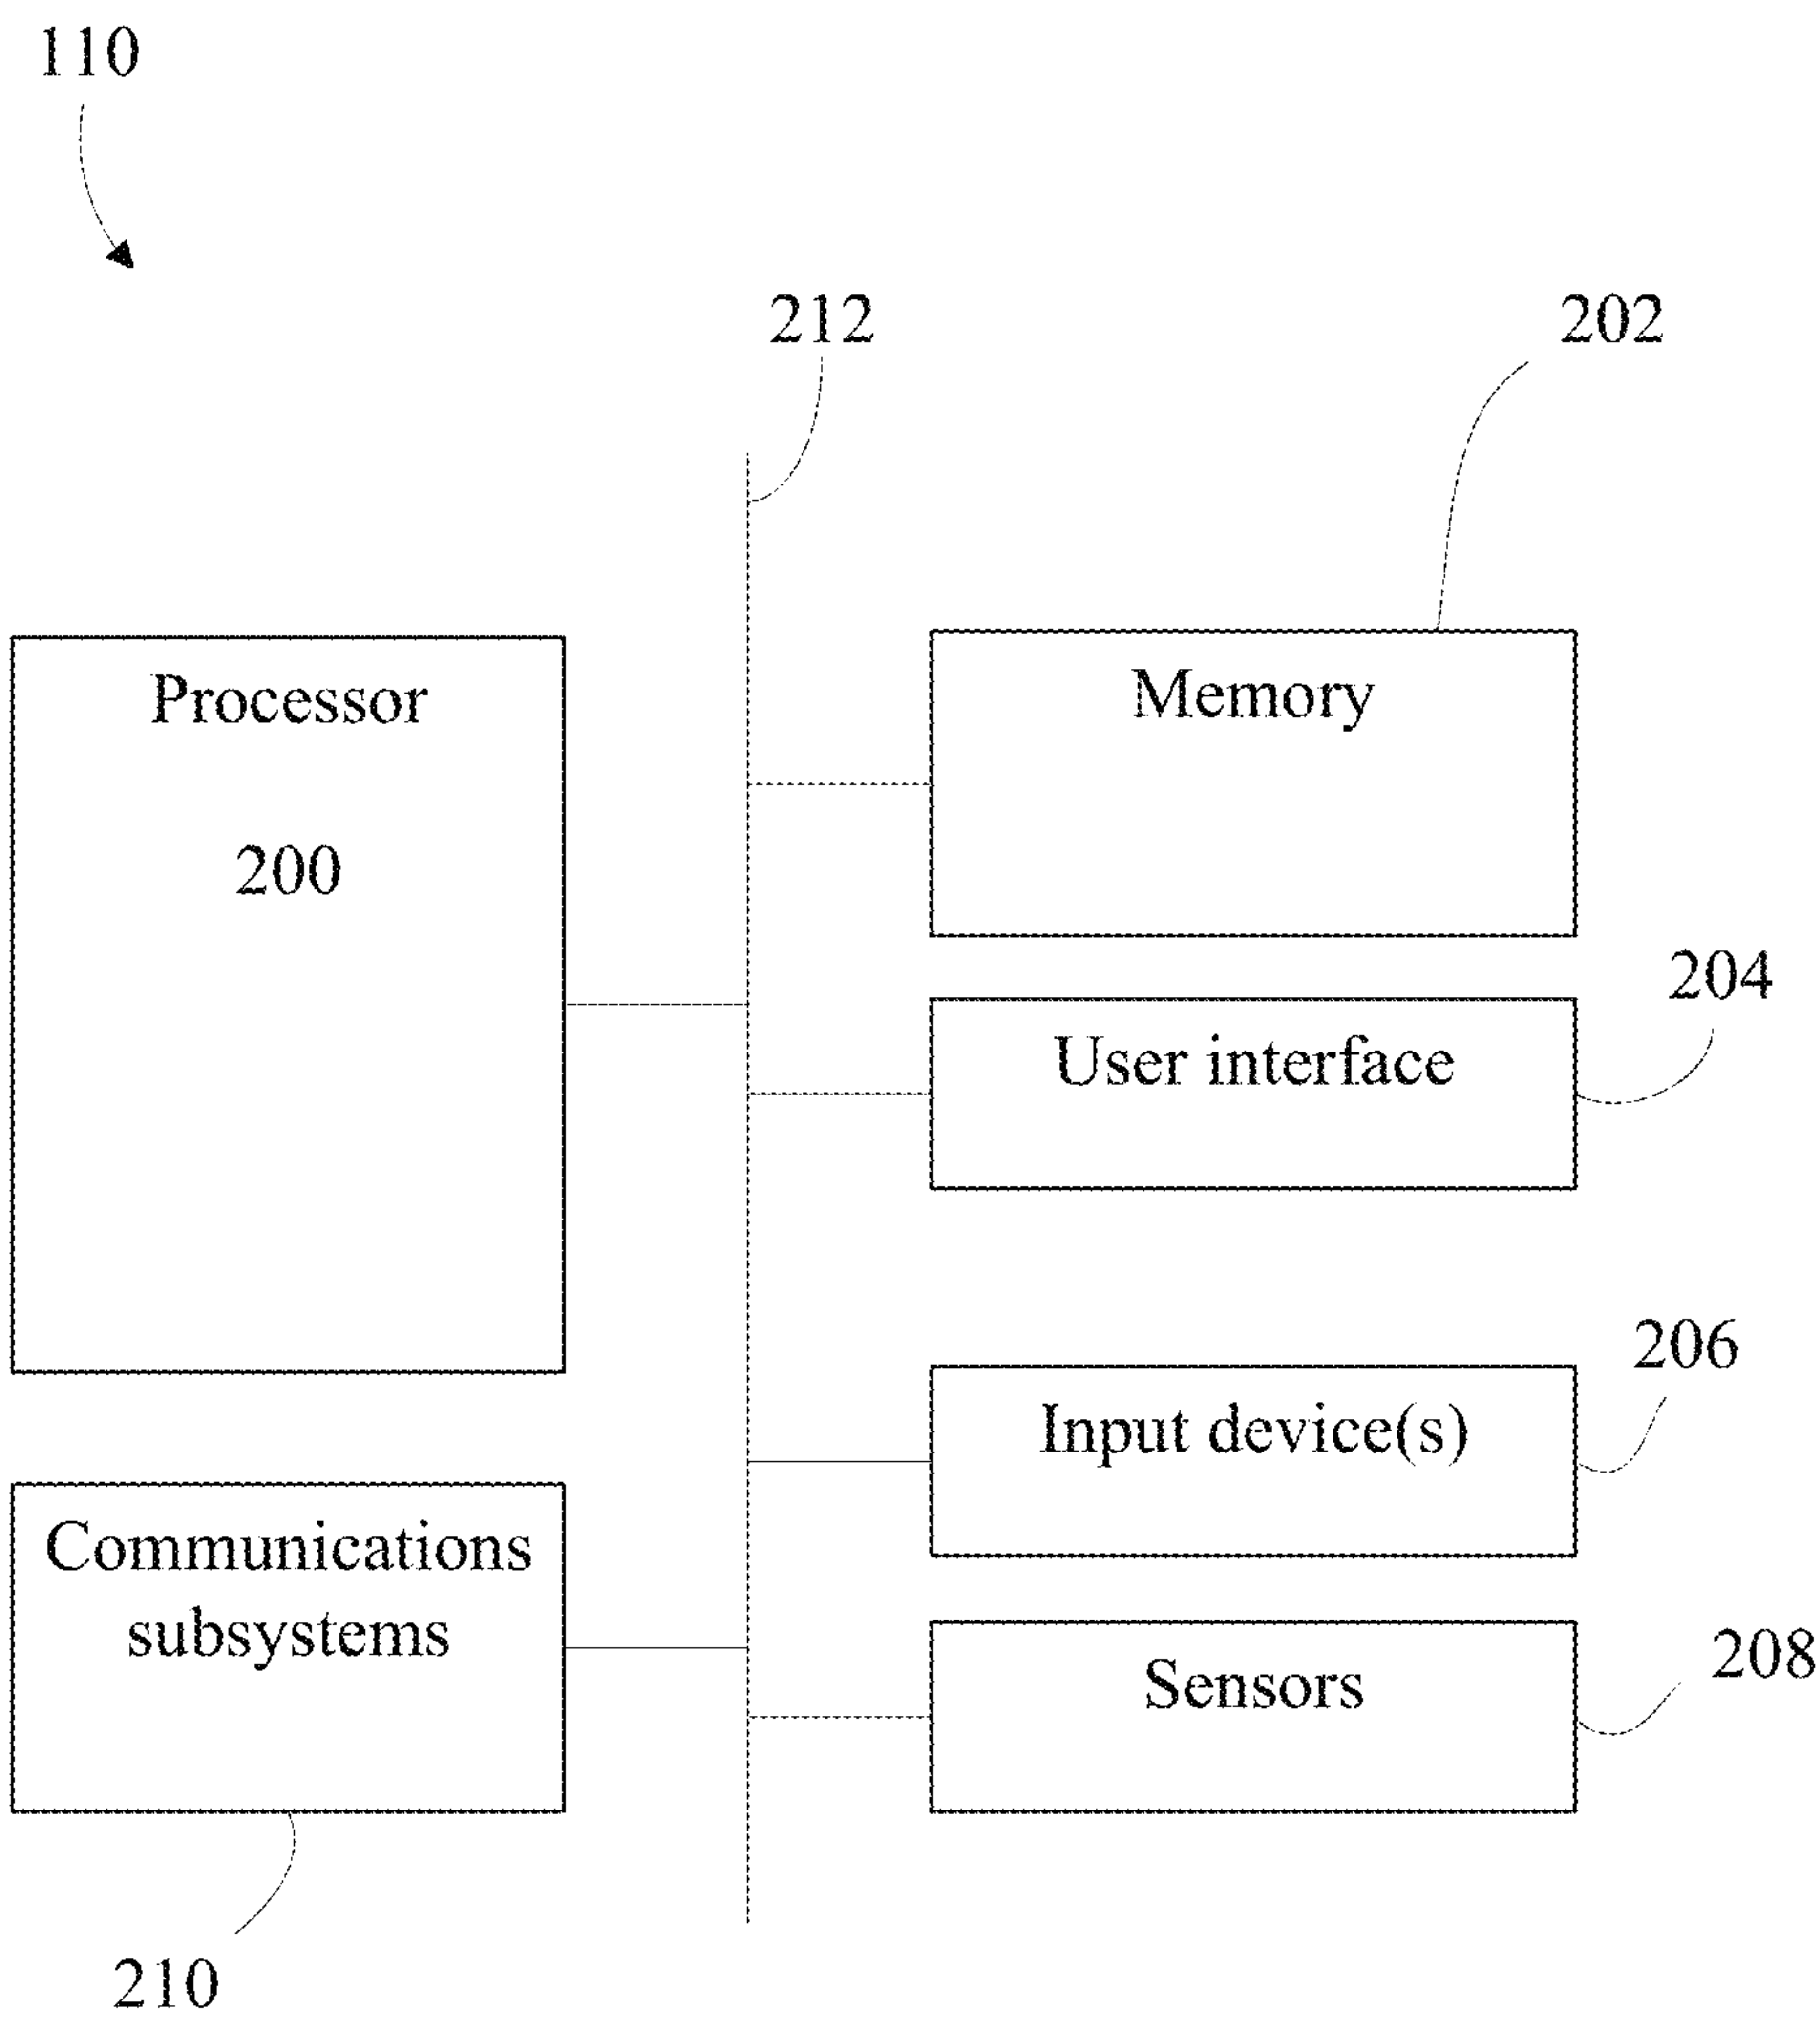 110
212
202
Processor
200
Memory
204
User interface
206
Input device(s)
Communications
subsystems
208
Sensors
210